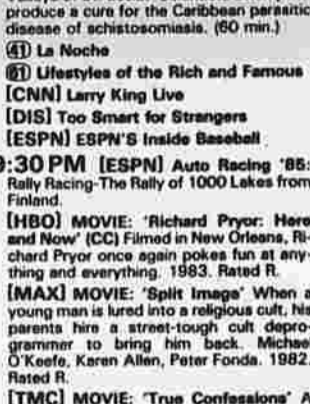 produce a cure for the Caribbean parasitic
disease of schistosomiasis. (60 min.)
(41) La Noche
(61) Lifestyles of the Rich and Famous
[CNN] Larry King Live
[DIS] Too Smart for Strangers
[ESPN] ESPN'S Inside Baseball
9:30 PM [ESPN] Auto Racing '85:
Rally Racing-The Rally of 1000 Lakes from
Finland.
[HBO] MOVIE: 'Richard Pryor: Here
and Now' (CC) Filmed in New Orleans, Ri-
chard Pryor once again pokes fun at any-
thing and everything. 1983. Rated R.
[MAX] MOVIE: 'Split Image' When a
young man is lured into a religious cult, his
parents hire a street-tough cult depro-
grammer to bring him back. Michael
O'Keefe, Karen Allen, Peter Fonda. 1982.
Rated R.
[TMC] MOVIE: 'True Confessions' A